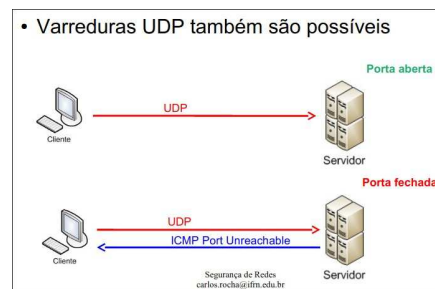 • Varreduras UDP também são possíveis
Porta aberta
UDP
Cliente
Servidor
Porta fechada
UDP
ICMP Port Unreachable
Cliente
Servidor
Segurança de Redes
carlos.rocha@ifrn.edu.br